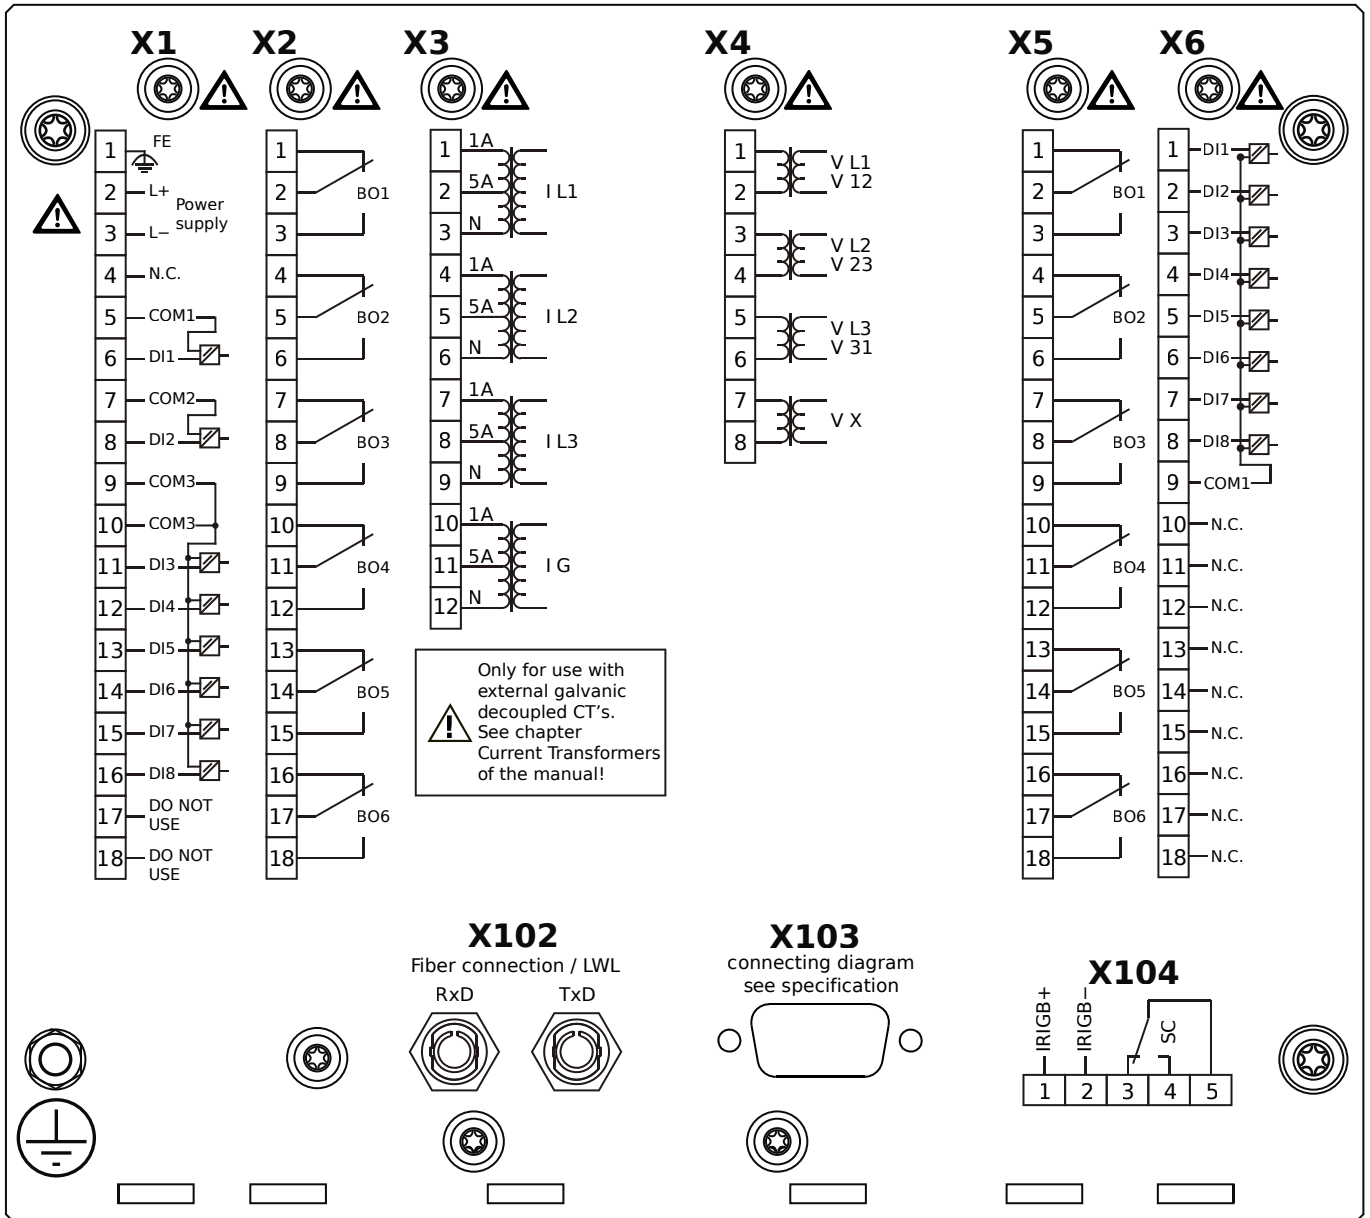 X1 X2 X3 X4 X5 X6
1 FE
2 L+
Power
supply
3 L−
4 N.C.
5 COM1
6 DI1
7 COM2
8 DI2
9 COM3
10 COM3
11 DI3
12 DI4
13 DI5
14 DI6
15 DI7
16 DI8
17 DO NOT
USE
18 DO NOT
USE
1
2 BO1
3
4
5 BO2
6
7
8 BO3
9
10
11 BO4
12
13
14 BO5
15
16
17 BO6
18
1 1A
2 5A I L1
3 N
4 1A
5 5A I L2
6 N
7 1A
8 5A I L3
9 N
10 1A
11 5A I G
12 N
Only for use with
external galvanic
decoupled CT's.
See chapter
Current Transformers
of the manual!
1 V L1
2 V 12
3 V L2
4 V 23
5 V L3
6 V 31
7 V X
8
1
2 BO1
3
4
5 BO2
6
7
8 BO3
9
10
11 BO4
12
13
14 BO5
15
16
17 BO6
18
1 DI1
2 DI2
3 DI3
4 DI4
5 DI5
6 DI6
7 DI7
8 DI8
9 COM1
10 N.C.
11 N.C.
12 N.C.
13 N.C.
14 N.C.
15 N.C.
16 N.C.
17 N.C.
18 N.C.
X102
Fiber connection / LWL
RxD TxD
X103
connecting diagram
see specification
X104
IRIGB+
IRIGB−
SC
1 2 3 4 5